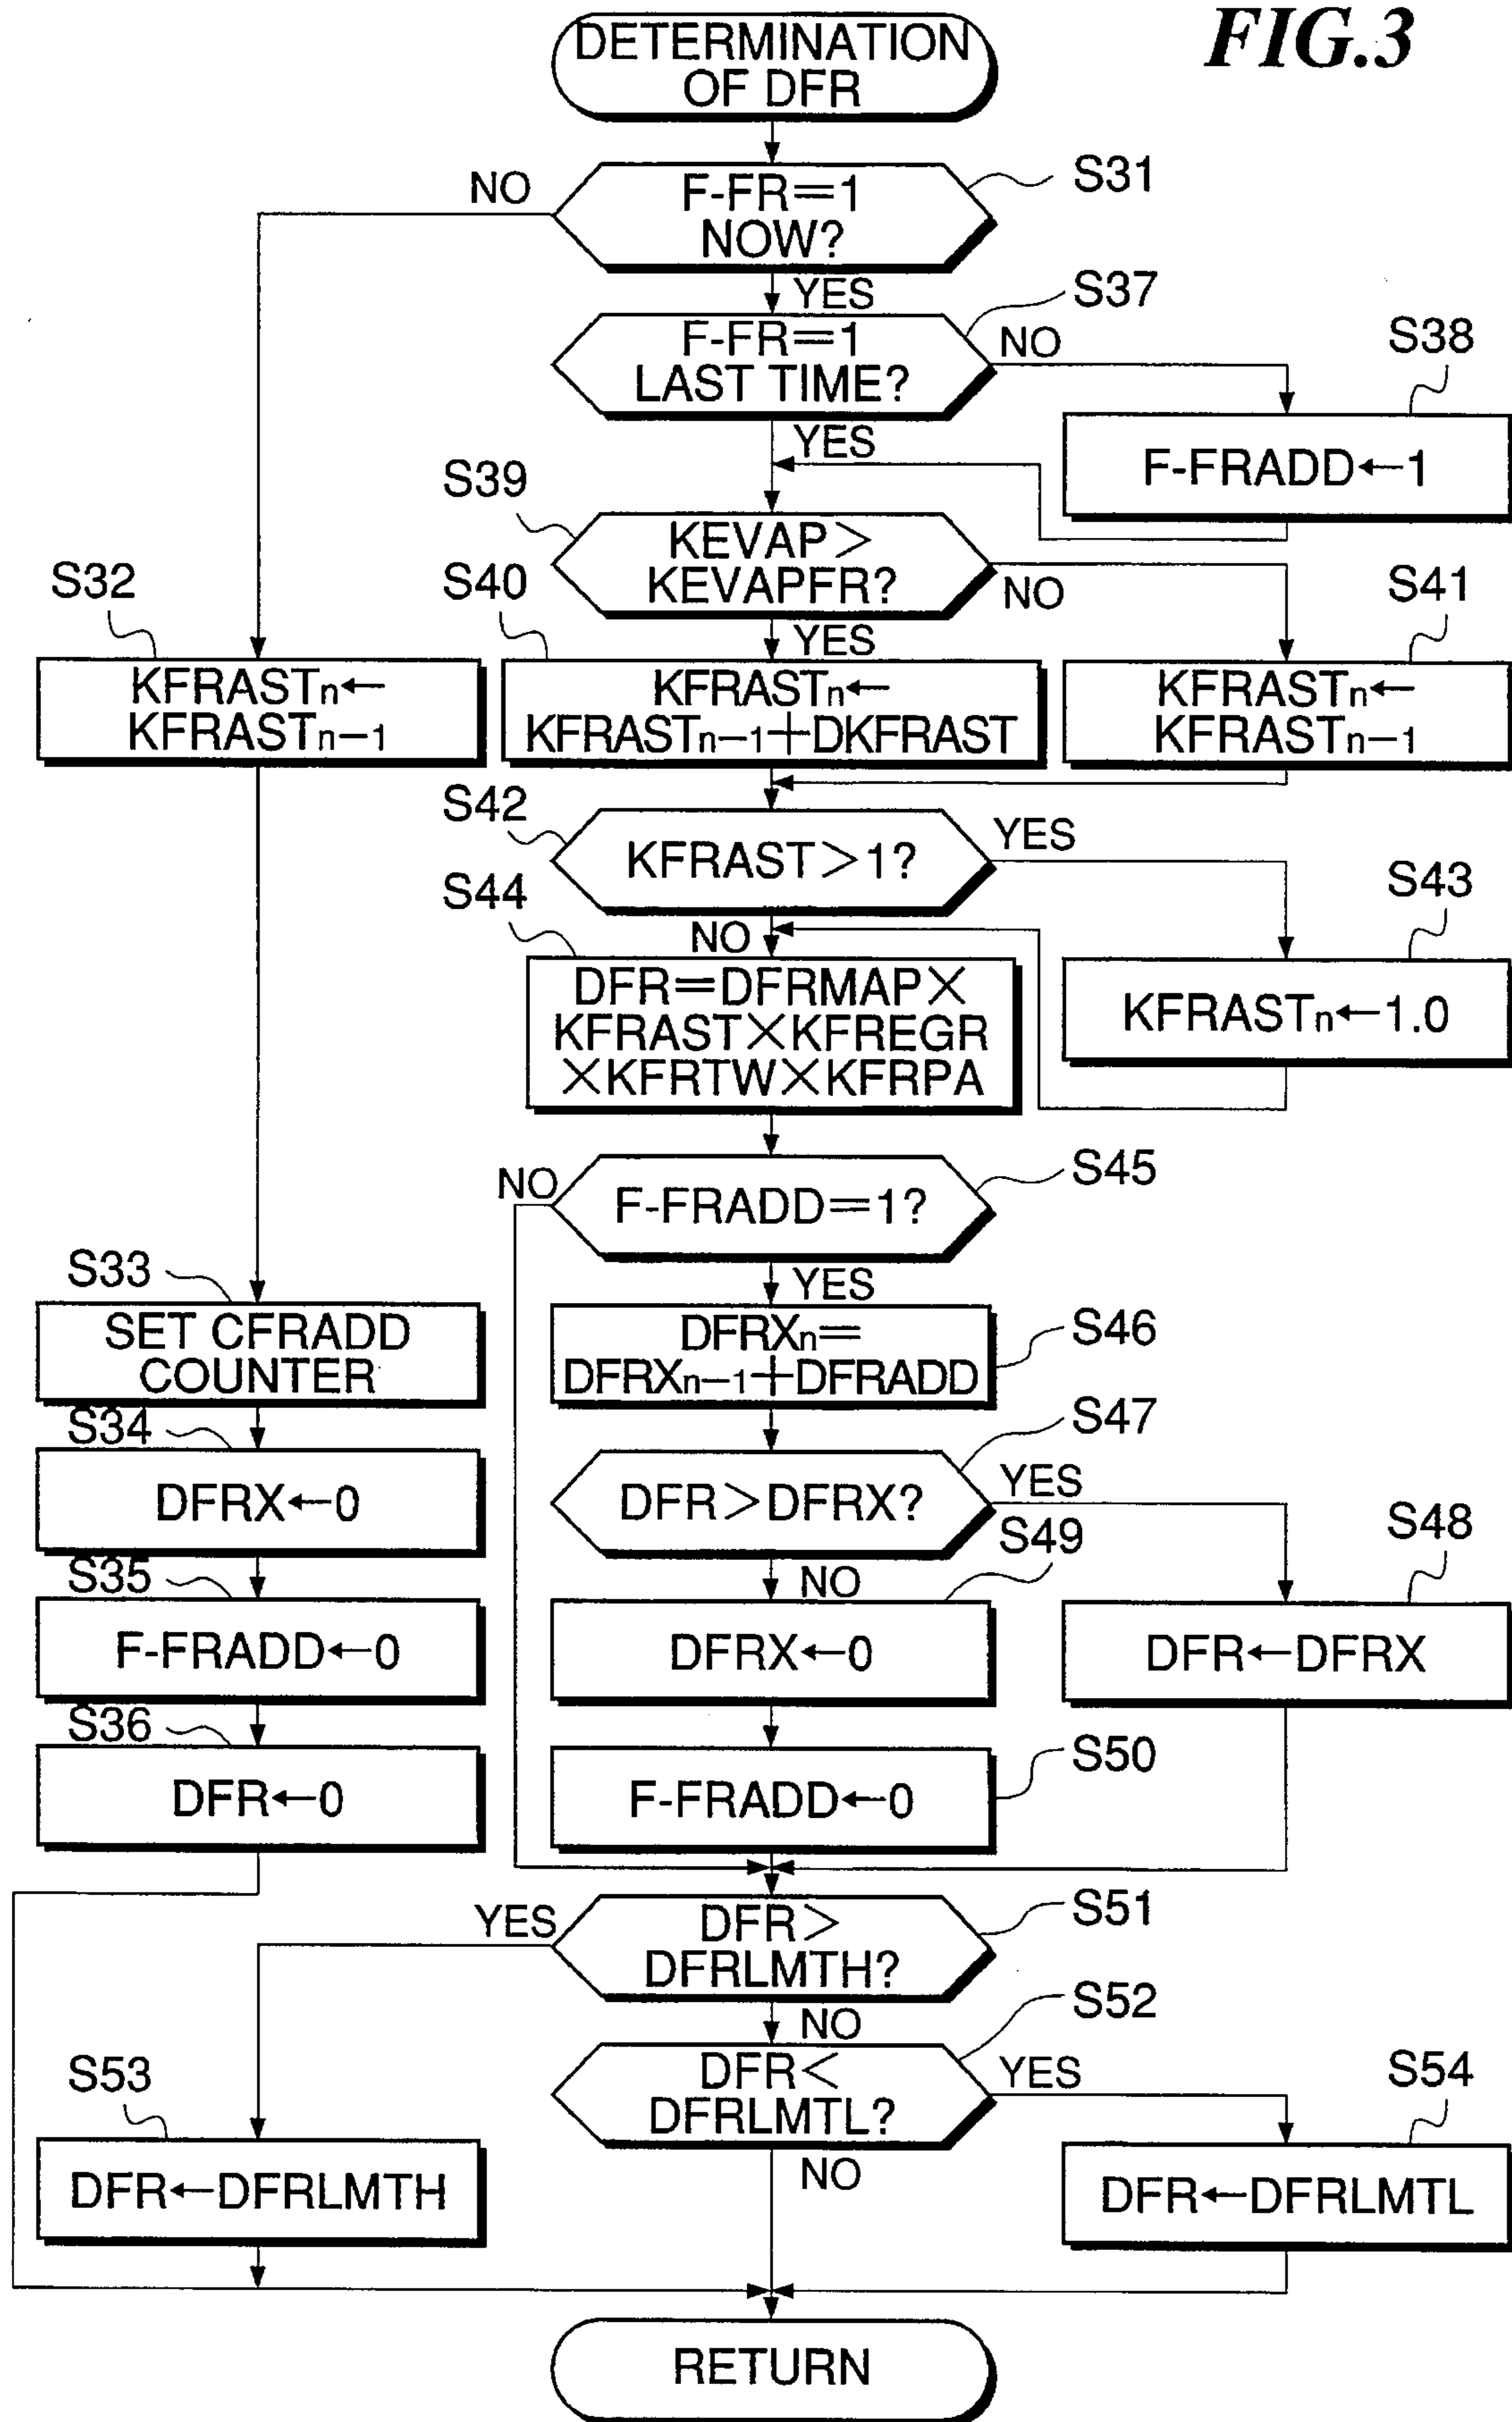 FIG.3
DETERMINATION
OF DFR
S31
F-FR=1
NOW?
NO
YES
S37
F-FR=1
LAST TIME?
NO
YES
S38
F-FRADD←1
S39
KEVAP>
KEVAPFR?
NO
YES
S32
KFRASTn←
KFRASTn-1
S40
KFRASTn←
KFRASTn-1+DKFRAST
S41
KFRASTn←
KFRASTn-1
S42
KFRAST>1?
YES
NO
S43
KFRASTn←1.0
S44
DFR=DFRMAP×
KFRAST×KFREGR
×KFRTW×KFRPA
S45
F-FRADD=1?
NO
YES
S33
SET CFRADD
COUNTER
S46
DFRXn=
DFRXn-1+DFRADD
S34
DFRX←0
S47
DFR>DFRX?
YES
NO
S48
DFR←DFRX
S35
F-FRADD←0
S49
DFRX←0
S36
DFR←0
S50
F-FRADD←0
S51
DFR>
DFRLMTH?
YES
NO
S52
DFR<
DFRLMTL?
YES
NO
S53
DFR←DFRLMTH
S54
DFR←DFRLMTL
RETURN